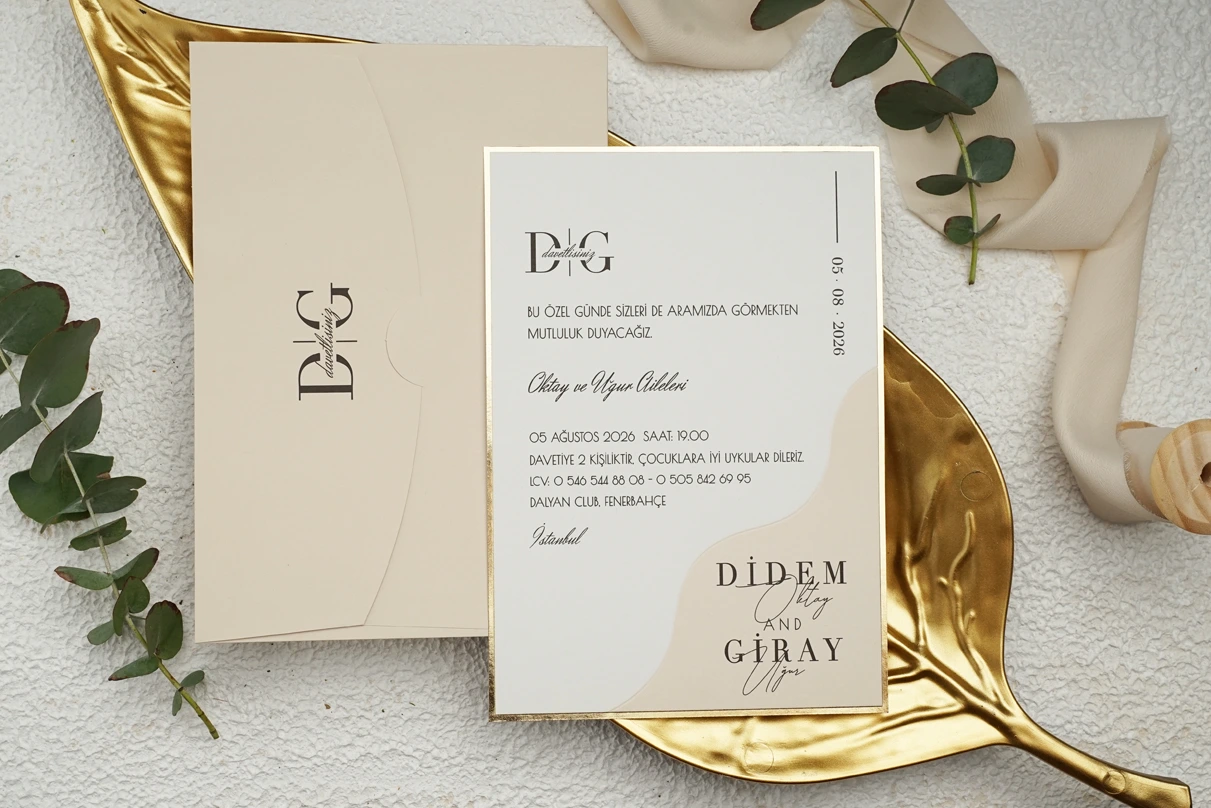 D|G
davetlisiniz
D|G
davetlisiniz
05 · 08 · 2026
BU ÖZEL GÜNDE SİZLERİ DE ARAMIZDA GÖRMEKTEN
MUTLULUK DUYACAĞIZ.
Oktay ve Uğur Aileleri
05 AĞUSTOS 2026 SAAT: 19.00
DAVETİYE 2 KİŞİLİKTİR, ÇOCUKLARA İYİ UYKULAR DİLERİZ.
LCV: 0 546 544 88 08 - 0 505 842 69 95
DALYAN CLUB, FENERBAHÇE
İstanbul
DİDEM
Oktay
AND
GİRAY
Uğur